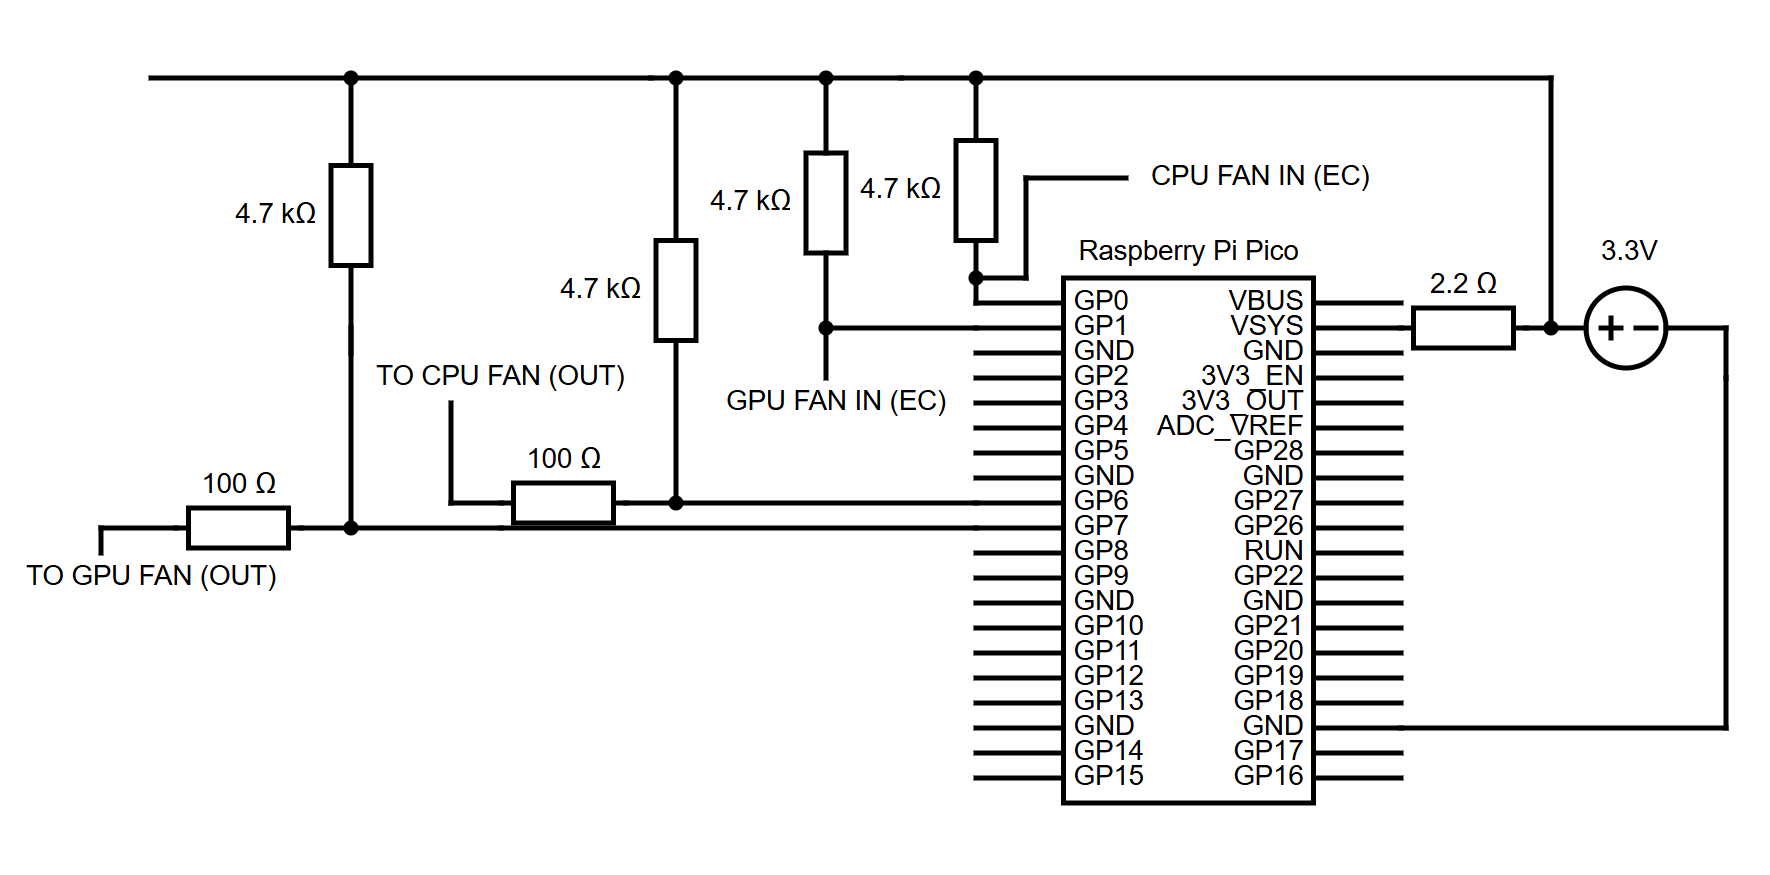 4.7 kΩ
4.7 kΩ
4.7 kΩ
4.7 kΩ
CPU FAN IN (EC)
Raspberry Pi Pico
3.3V
2.2 Ω
TO CPU FAN (OUT)
GPU FAN IN (EC)
100 Ω
100 Ω
TO GPU FAN (OUT)
GP0 VBUS
GP1 VSYS
GND GND
GP2 3V3_EN
GP3 3V3_OUT
GP4 ADC_VREF
GP5 GP28
GND GND
GP6 GP27
GP7 GP26
GP8 RUN
GP9 GP22
GND GND
GP10 GP21
GP11 GP20
GP12 GP19
GP13 GP18
GND GND
GP14 GP17
GP15 GP16